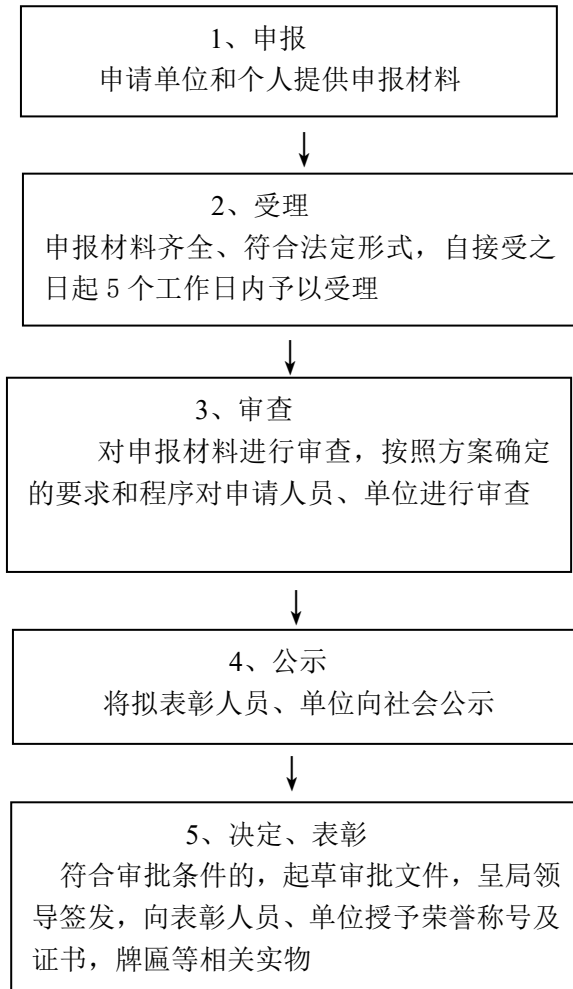 1、申报
申请单位和个人提供申报材料
2、受理
申报材料齐全、符合法定形式，自接受之
日起 5 个工作日内予以受理
3、审查
对申报材料进行审查，按照方案确定
的要求和程序对申请人员、单位进行审查
4、公示
将拟表彰人员、单位向社会公示
5、决定、表彰
符合审批条件的，起草审批文件，呈局领
导签发，向表彰人员、单位授予荣誉称号及
证书，牌匾等相关实物